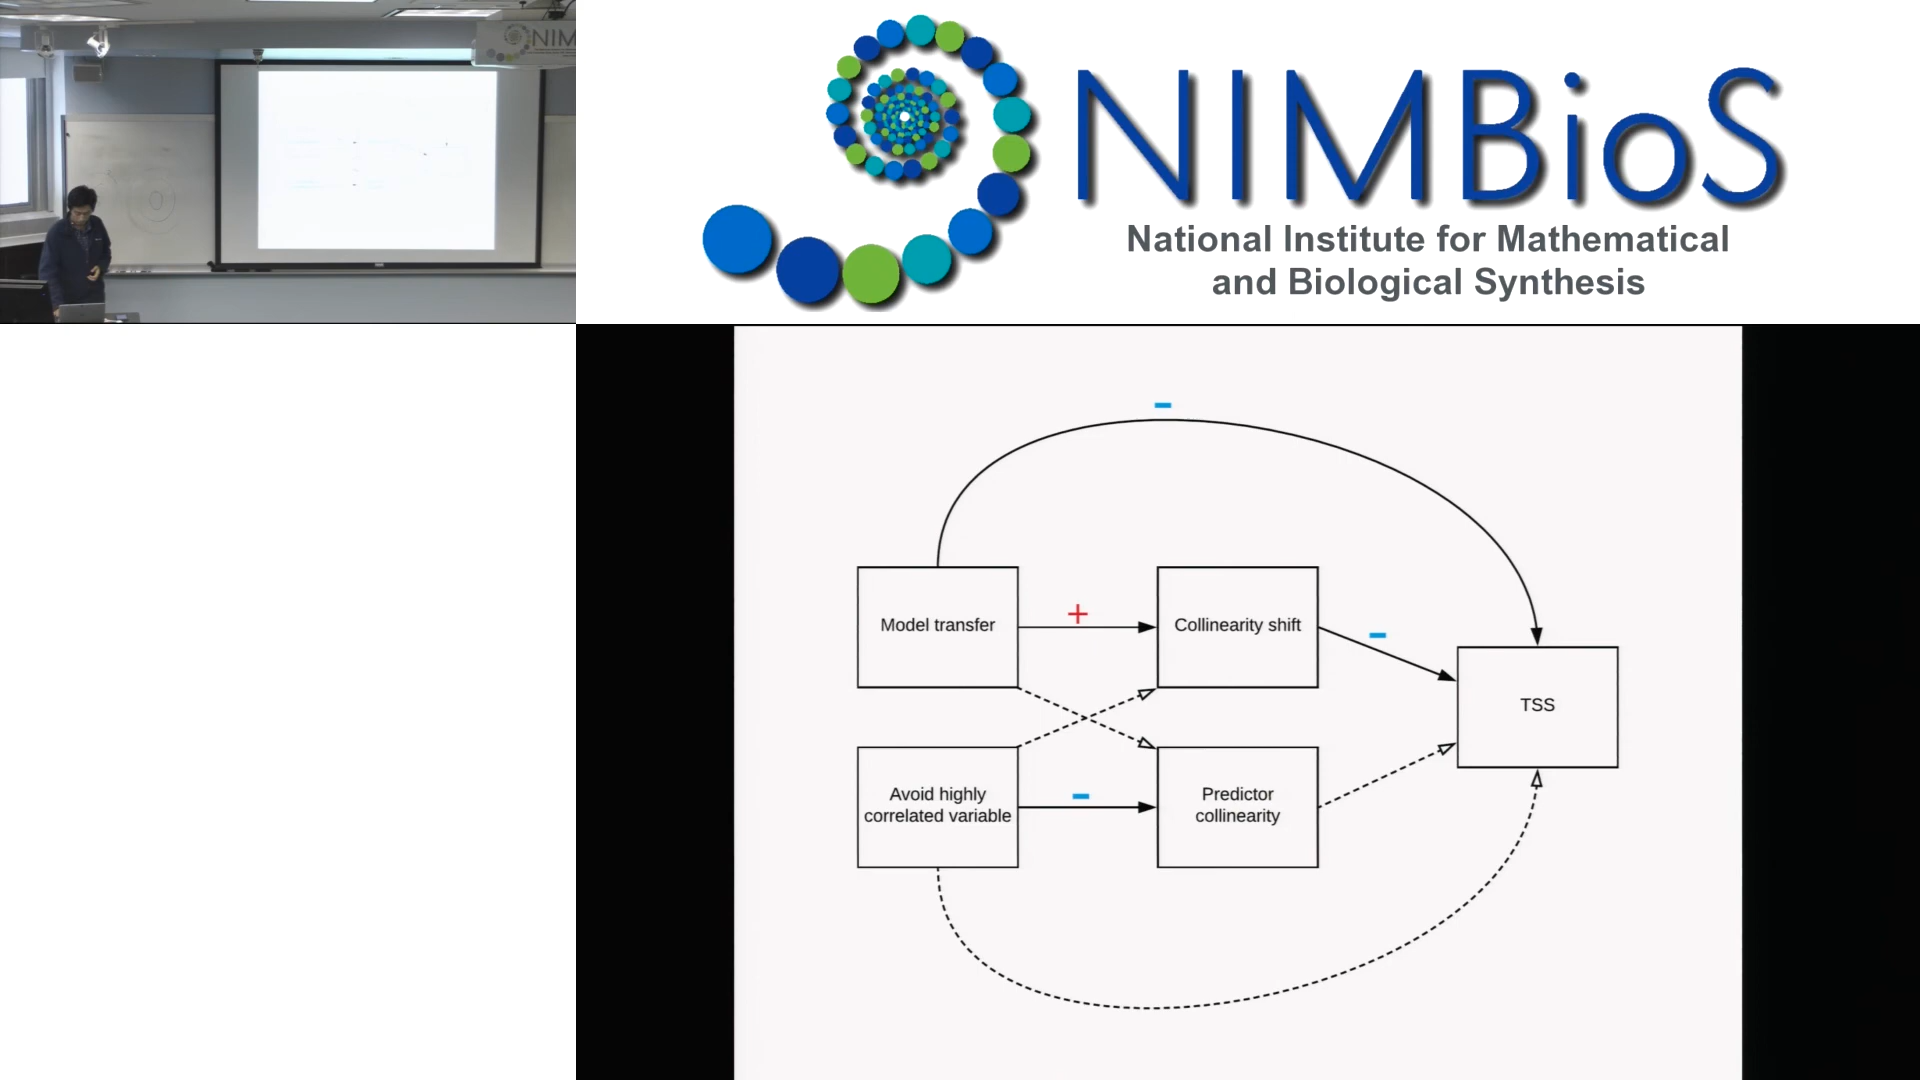 NIMBioS
National Institute for Mathematical
and Biological Synthesis
NIM
-
Model transfer
+
Collinearity shift
-
TSS
Avoid highly
correlated variable
-
Predictor
collinearity